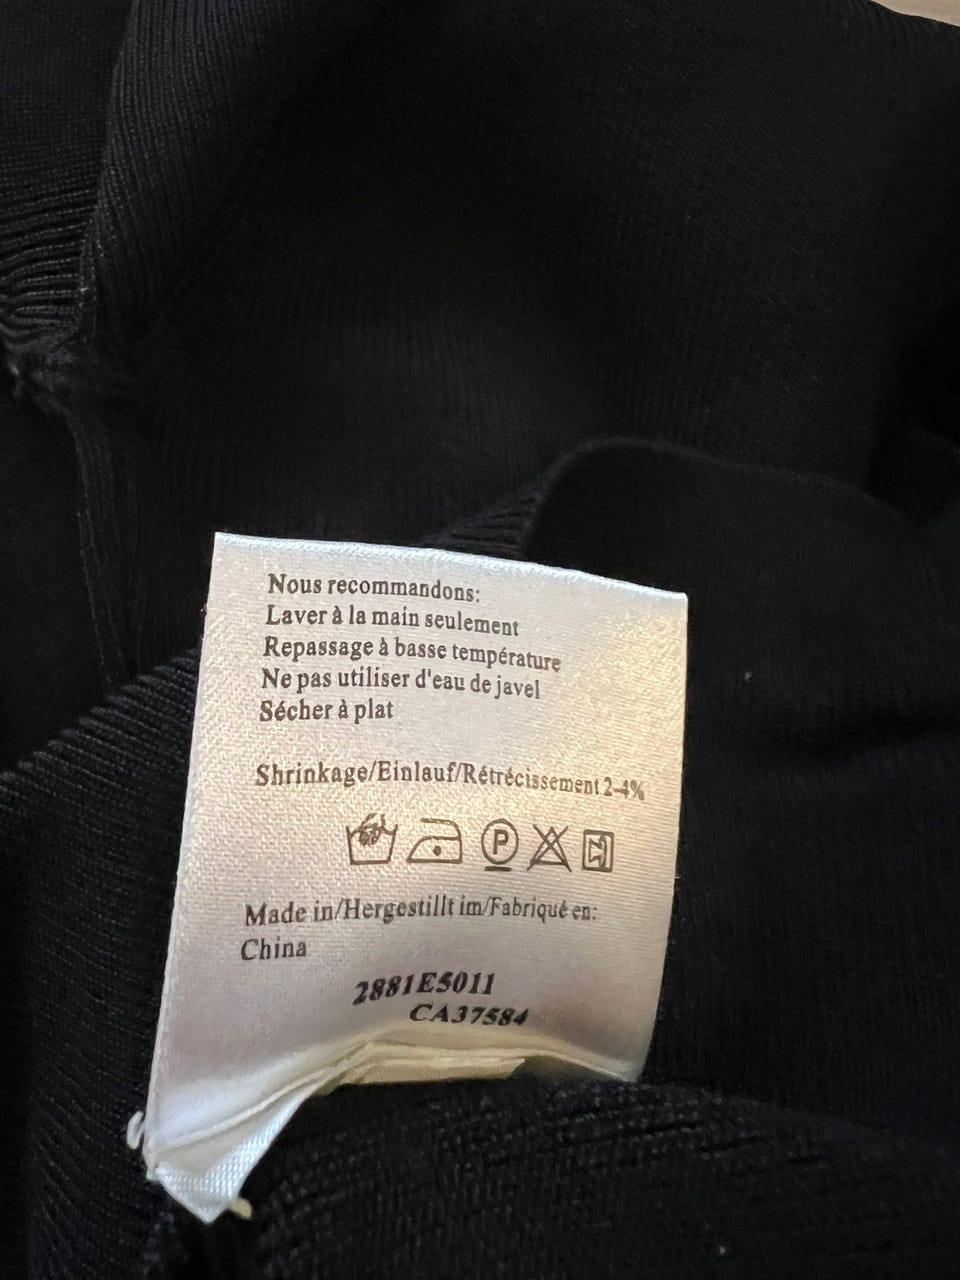 Nous recommandons:
Laver à la main seulement
Repassage à basse température
Ne pas utiliser d'eau de javel
Sécher à plat
Shrinkage/Einlauf/Rétrécissement 2-4%
P
Made in/Hergestillt im/Fabriqué en:
China
2881E5011
CA37584